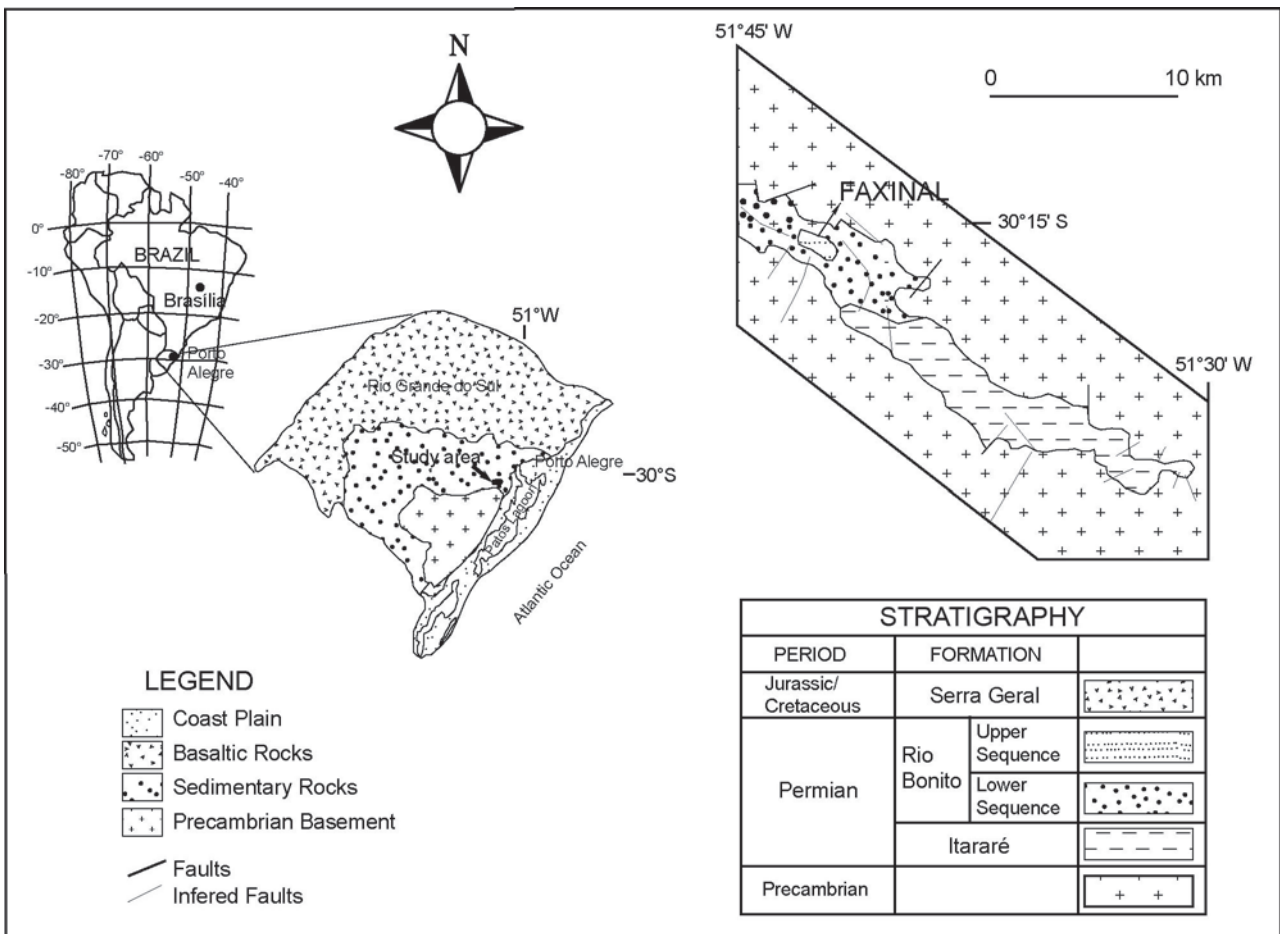 N
-80°
-70°
-60°
-50°
-40°
0°
-10°
-20°
-30°
-40°
-50°
BRAZIL
Brasília
Porto
Alegre
51°W
Rio Grande do Sul
Study area
Porto Alegre
30°S
Patos Lagoon
Atlantic Ocean
LEGEND
Coast Plain
Basaltic Rocks
Sedimentary Rocks
Precambrian Basement
Faults
Infered Faults
51°45' W
0 10 km
FAXINAL
30°15' S
51°30' W
STRATIGRAPHY
PERIOD FORMATION
Jurassic/
Cretaceous
Serra Geral
Permian
Rio
Bonito
Upper
Sequence
Lower
Sequence
Itararé
Precambrian